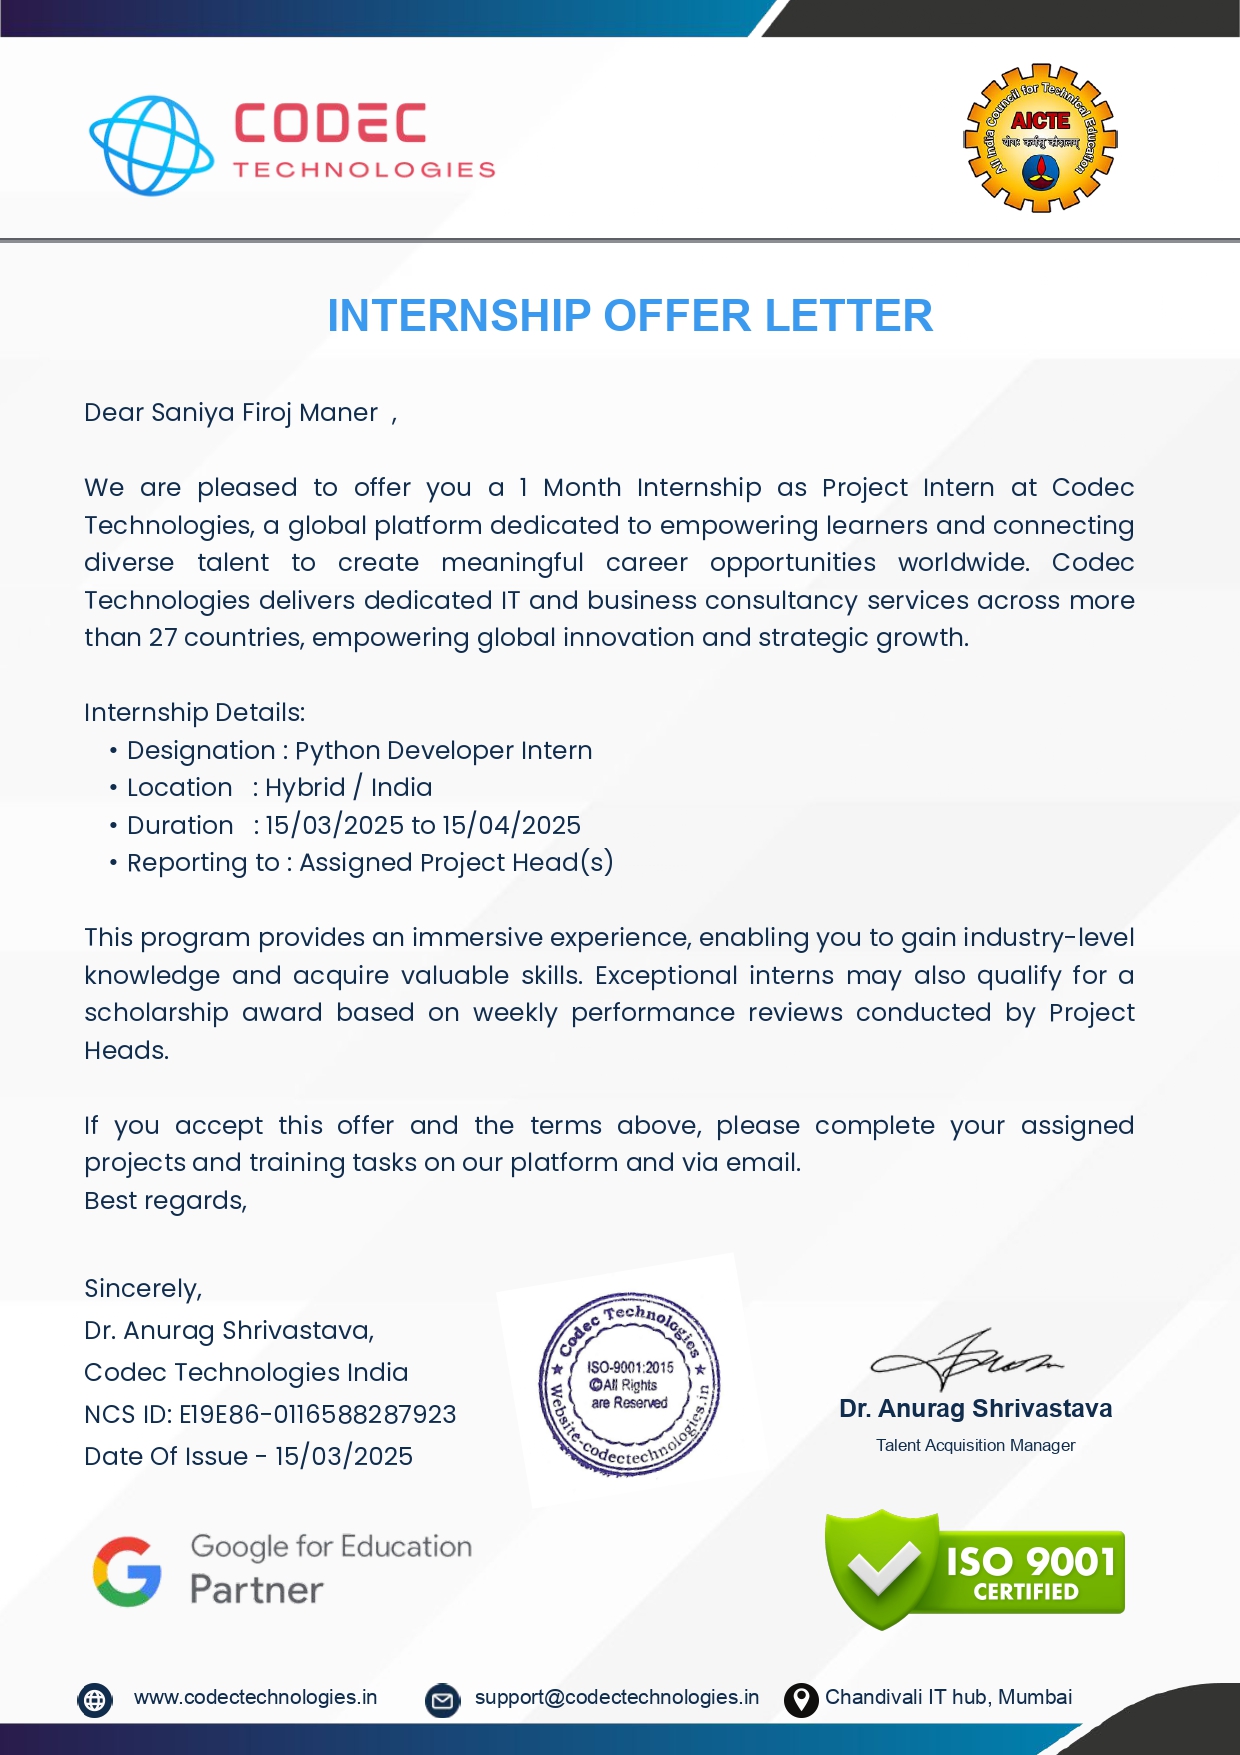 CODEC
TECHNOLOGIES
All India Council for Technical Education
AICTE
योगः कर्मसु कौशलम्
INTERNSHIP OFFER LETTER
Dear Saniya Firoj Maner  ,
We are pleased to offer you a 1 Month Internship as Project Intern at Codec
Technologies, a global platform dedicated to empowering learners and connecting
diverse talent to create meaningful career opportunities worldwide. Codec
Technologies delivers dedicated IT and business consultancy services across more
than 27 countries, empowering global innovation and strategic growth.
Internship Details:
• Designation : Python Developer Intern
• Location   : Hybrid / India
• Duration   : 15/03/2025 to 15/04/2025
• Reporting to : Assigned Project Head(s)
This program provides an immersive experience, enabling you to gain industry-level
knowledge and acquire valuable skills. Exceptional interns may also qualify for a
scholarship award based on weekly performance reviews conducted by Project
Heads.
If you accept this offer and the terms above, please complete your assigned
projects and training tasks on our platform and via email.
Best regards,
Sincerely,
Dr. Anurag Shrivastava,
Codec Technologies India
NCS ID: E19E86-0116588287923
Date Of Issue - 15/03/2025
Codec Technologies
ISO-9001:2015
©All Rights
are Reserved
Website-codectechnologies.in
Dr. Anurag Shrivastava
Talent Acquisition Manager
Google for Education
Partner
ISO 9001
CERTIFIED
www.codectechnologies.in
support@codectechnologies.in
Chandivali IT hub, Mumbai